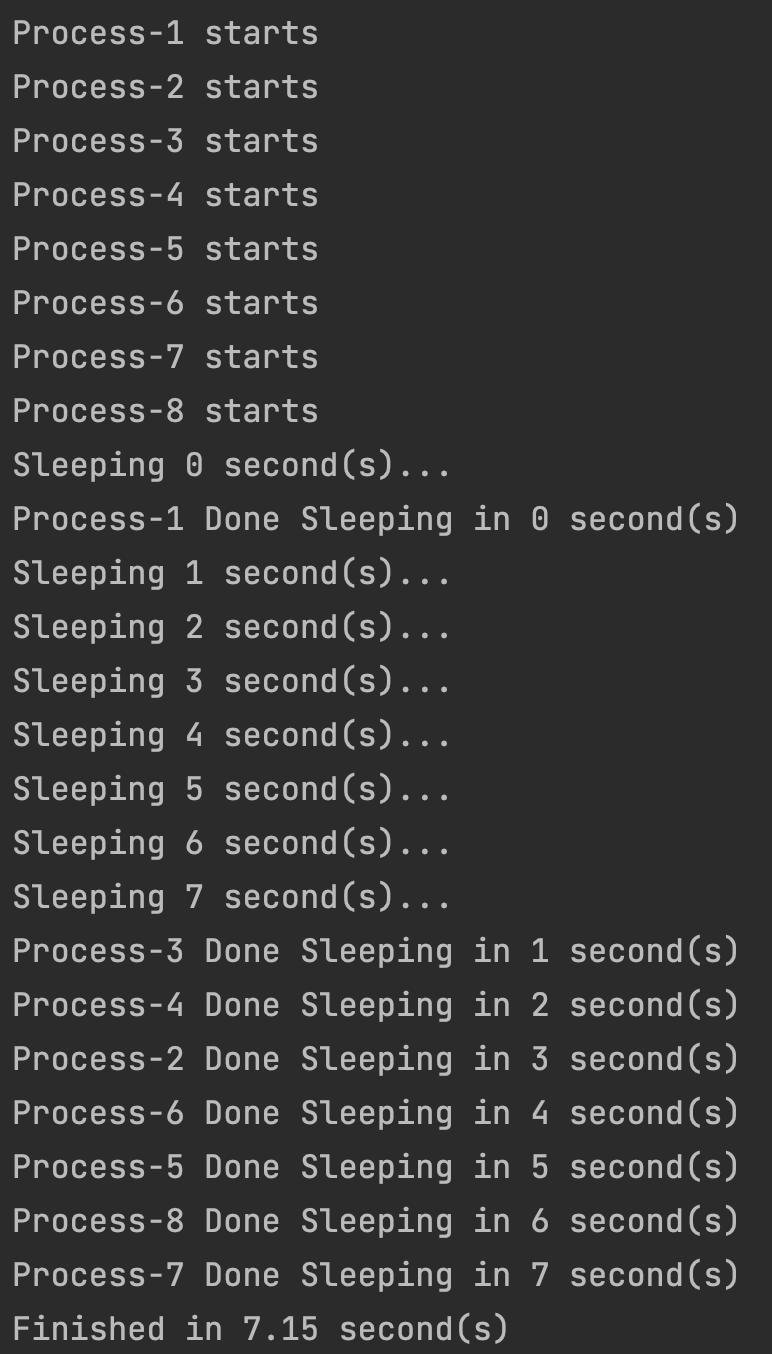 Process-1 starts
Process-2 starts
Process-3 starts
Process-4 starts
Process-5 starts
Process-6 starts
Process-7 starts
Process-8 starts
Sleeping 0 second(s)...
Process-1 Done Sleeping in 0 second(s)
Sleeping 1 second(s)...
Sleeping 2 second(s)...
Sleeping 3 second(s)...
Sleeping 4 second(s)...
Sleeping 5 second(s)...
Sleeping 6 second(s)...
Sleeping 7 second(s)...
Process-3 Done Sleeping in 1 second(s)
Process-4 Done Sleeping in 2 second(s)
Process-2 Done Sleeping in 3 second(s)
Process-6 Done Sleeping in 4 second(s)
Process-5 Done Sleeping in 5 second(s)
Process-8 Done Sleeping in 6 second(s)
Process-7 Done Sleeping in 7 second(s)
Finished in 7.15 second(s)